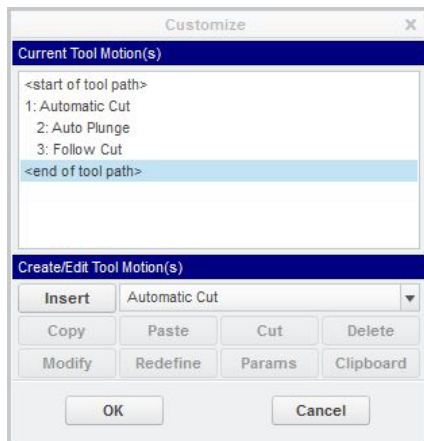 Customize
Current Tool Motion(s)
<start of tool path>
1: Automatic Cut
2: Auto Plunge
3: Follow Cut
<end of tool path>
Create/Edit Tool Motion(s)
Insert Automatic Cut
Copy Paste Cut Delete
Modify Redefine Params Clipboard
OK Cancel